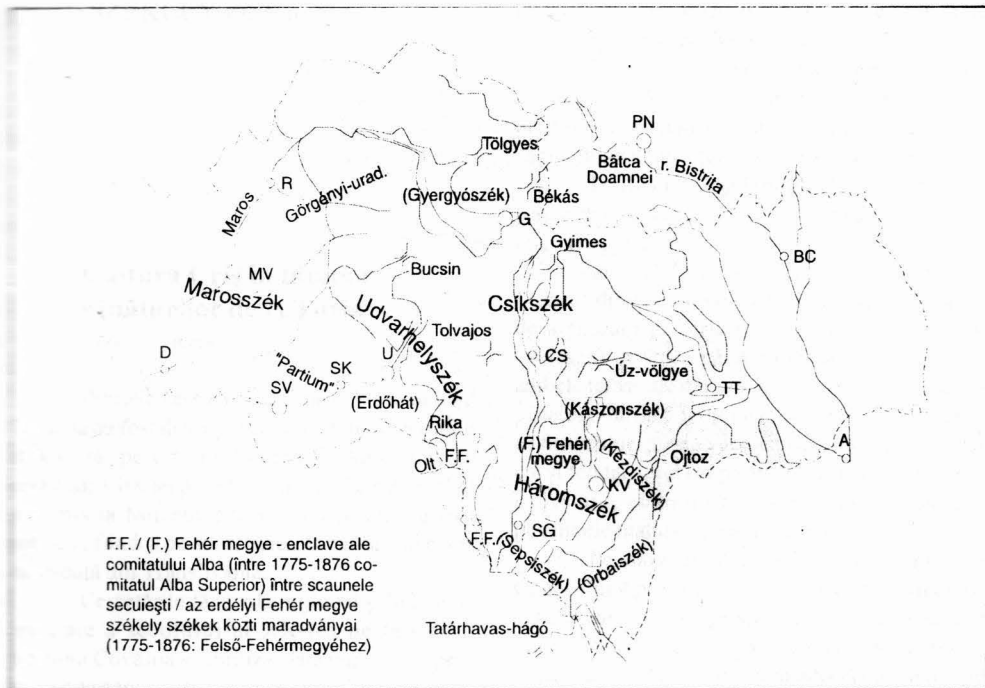 PN
Tölgyes
Bâtca
Doamnei
r. Bistrița
R
Görgényi-urad.
(Gyergyószék)
Békás
Maros
G
Gyimes
BC
MV
Bucsin
Marosszék
Csíkszék
Udvarhelyszék
Tolvajos
D
"Partium"
SK
U
CS
Úz-völgye
TT
SV
(Erdőhát)
(Kászonszék)
Rika
(F.) Fehér
megye
(Kézdiszék)
Ojtoz
A
Olt
F.F.
KV
Háromszék
SG
F.F.
(Sepsiszék)
(Orbaiszék)
F.F. / (F.) Fehér megye - enclave ale
comitatului Alba (între 1775-1876 co-
mitatul Alba Superior) între scaunele
secuiești / az erdélyi Fehér megye
székely székek közti maradványai
(1775-1876: Felső-Fehérmegyéhez)
Tatárhavas-hágó